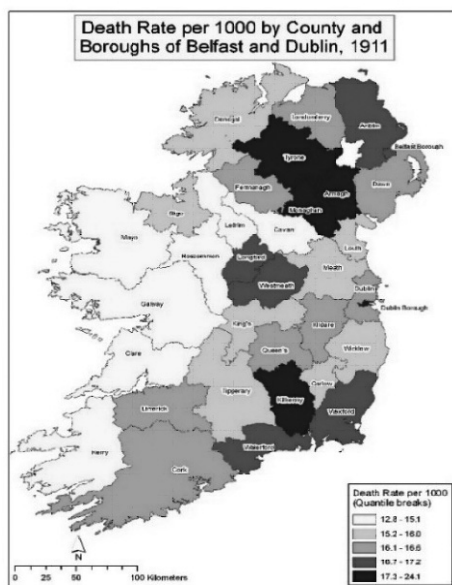 Death Rate per 1000 by County and
Boroughs of Belfast and Dublin, 1911
Donegal
Londonderry
Antrim
Belfast Borough
Tyrone
Down
Fermanagh
Armagh
Monaghan
Sligo
Leitrim
Cavan
Mayo
Roscommon
Longford
Louth
Meath
Westmeath
Dublin
Galway
Dublin Borough
King's
Kildare
Queen's
Wicklow
Clare
Carlow
Tipperary
Kilkenny
Limerick
Wexford
Waterford
Kerry
Cork
Death Rate per 1000
(Quantile breaks)
12.8 - 15.1
15.2 - 16.0
16.7 - 17.2
17.3 - 24.1
N
0 25 50 100 Kilometers